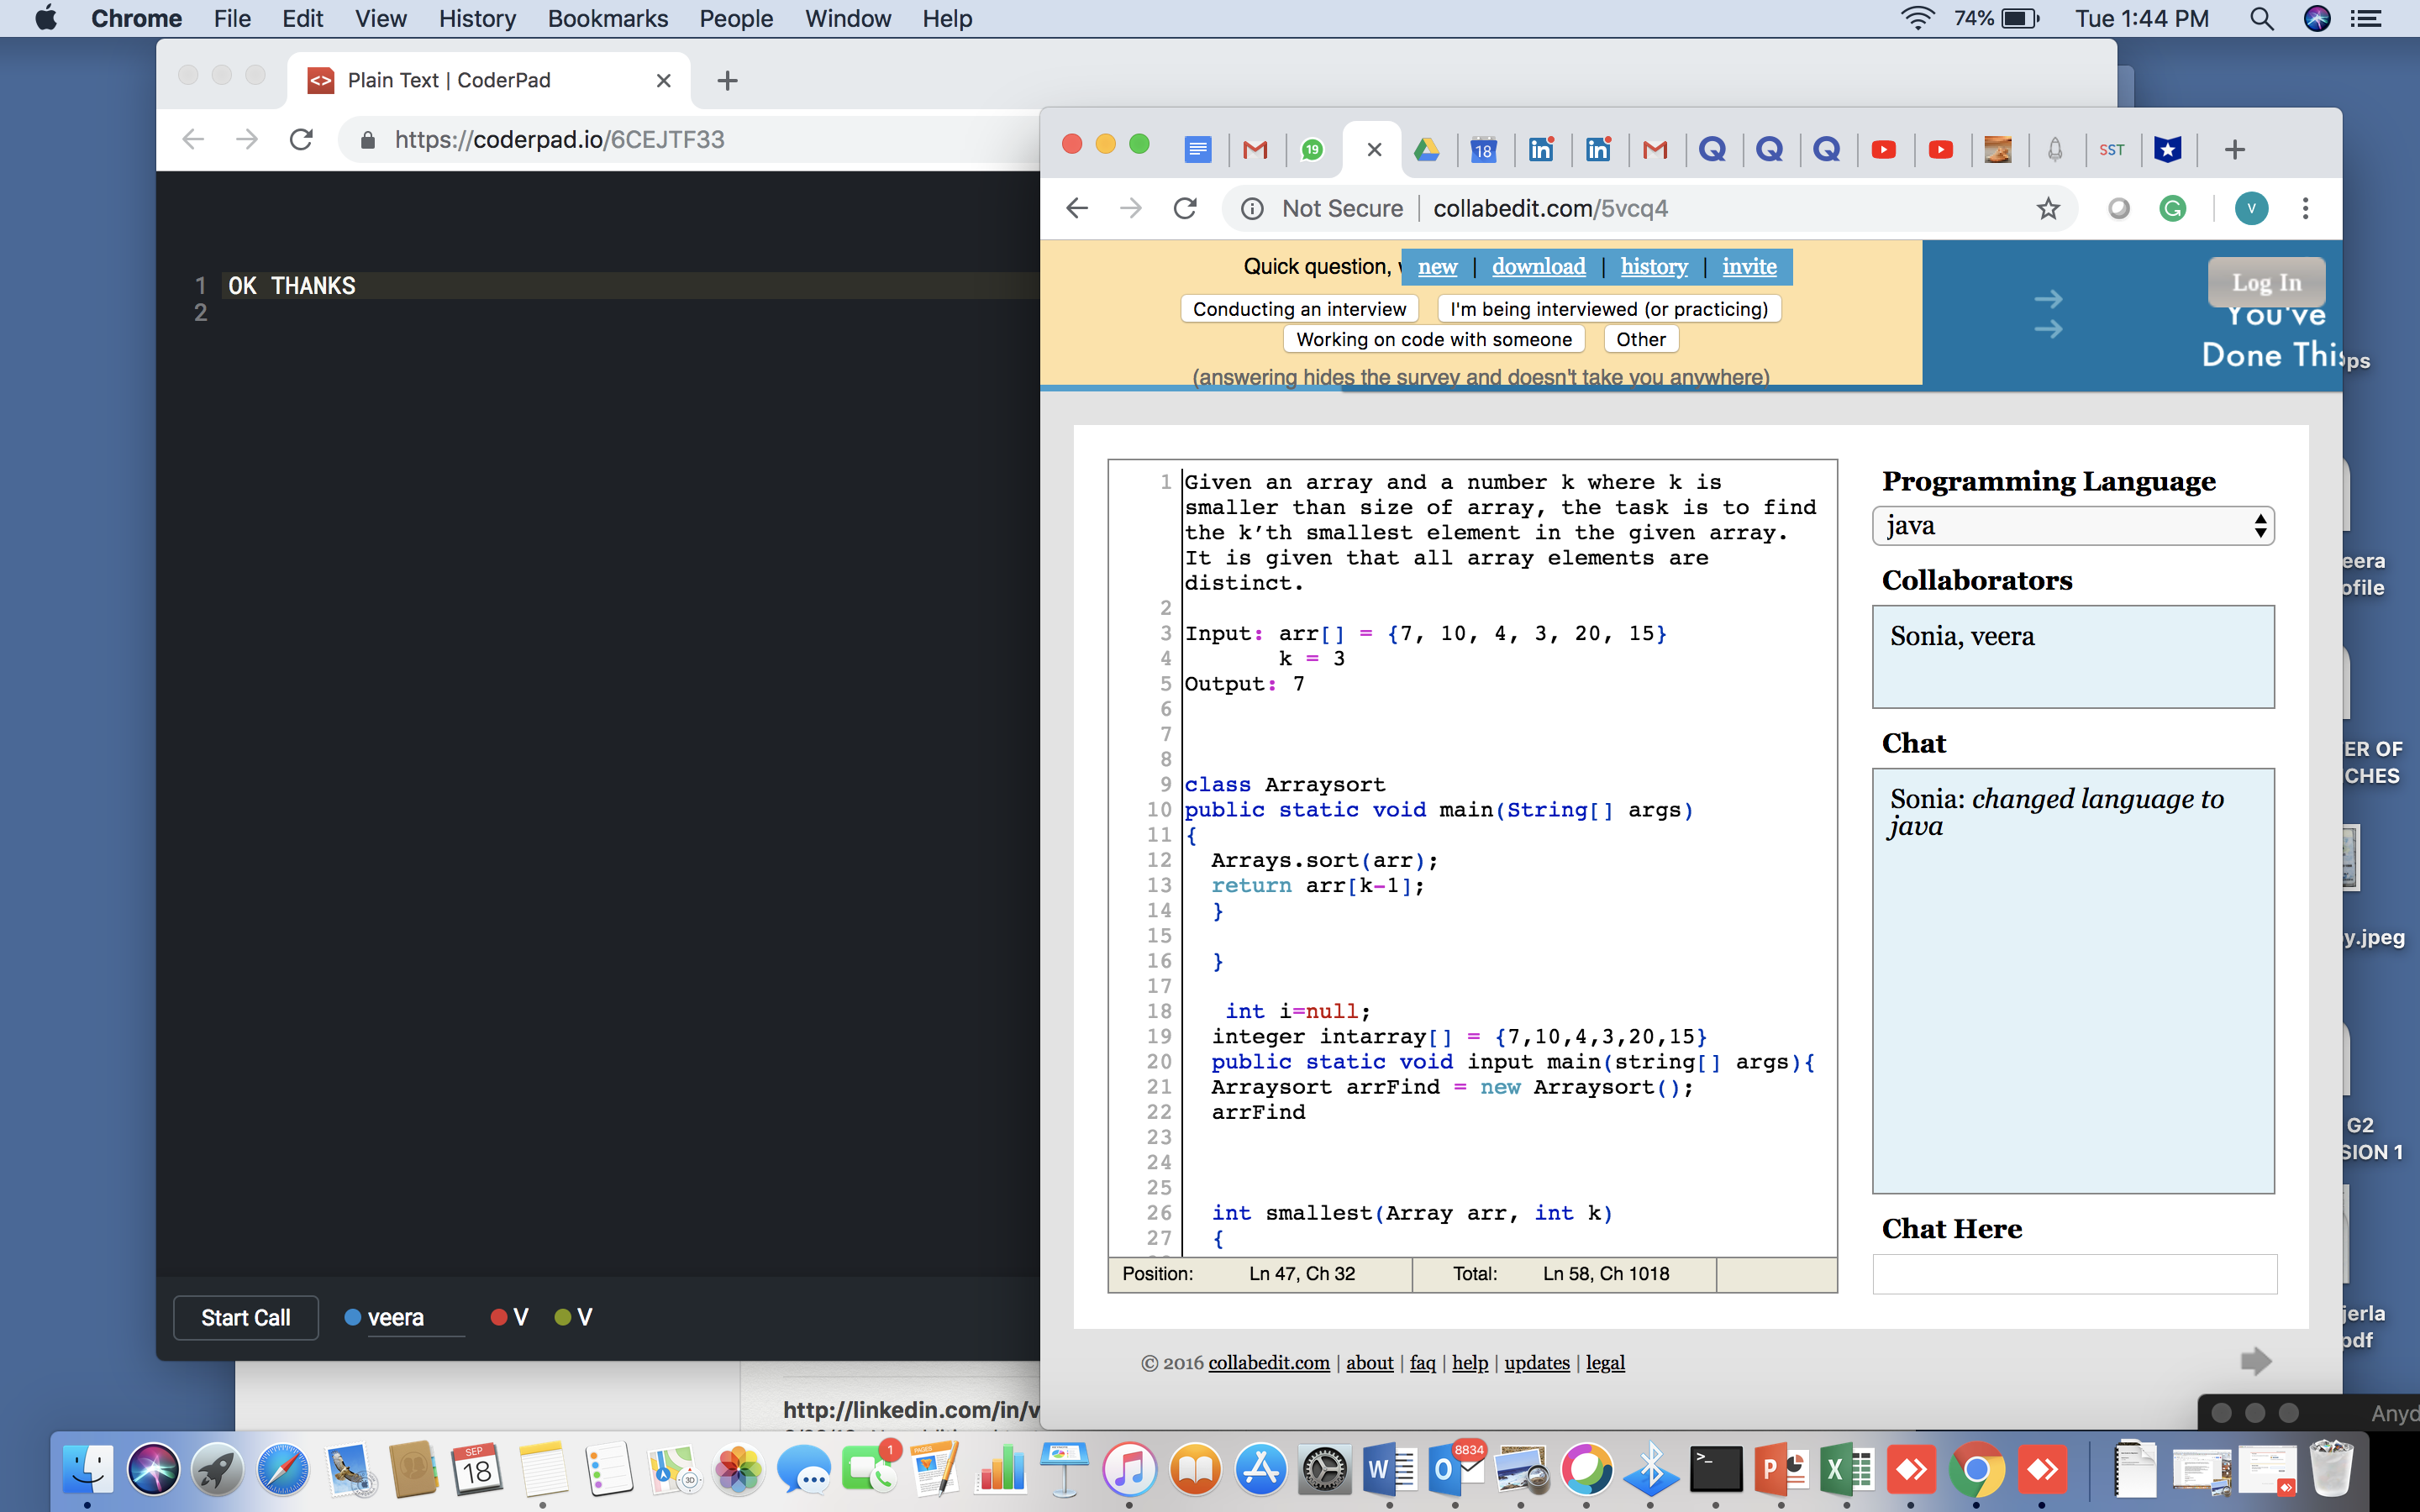 Chrome File Edit View History Bookmarks People Window Help 74% Tue 1:44 PM
Plain Text | CoderPad
https://coderpad.io/6CEJTF33
1 OK THANKS
2
Start Call veera V V
http://linkedin.com/in/v
19 18 SST
Not Secure collabedit.com/5vcq4 V
Quick question, new | download | history | invite
Conducting an interview I'm being interviewed (or practicing)
Working on code with someone Other
(answering hides the survey and doesn't take you anywhere)
Log In
You've
Done This
1 Given an array and a number k where k is
smaller than size of array, the task is to find
the k’th smallest element in the given array.
It is given that all array elements are
distinct.
2
3 Input: arr[] = {7, 10, 4, 3, 20, 15}
4 k = 3
5 Output: 7
6
7
8
9 class Arraysort
10 public static void main(String[] args)
11 {
12 Arrays.sort(arr);
13 return arr[k-1];
14 }
15
16 }
17
18 int i=null;
19 integer intarray[] = {7,10,4,3,20,15}
20 public static void input main(string[] args){
21 Arraysort arrFind = new Arraysort();
22 arrFind
23
24
25
26 int smallest(Array arr, int k)
27 {
Position: Ln 47, Ch 32 Total: Ln 58, Ch 1018
Programming Language
java
Collaborators
Sonia, veera
Chat
Sonia: changed language to
java
Chat Here
© 2016 collabedit.com | about | faq | help | updates | legal
ps
eera
ofile
ER OF
CHES
y.jpeg
G2
SION 1
jerla
pdf
Anyd
SEP
18
3D
1
PAGES
W
O
8834
P
X